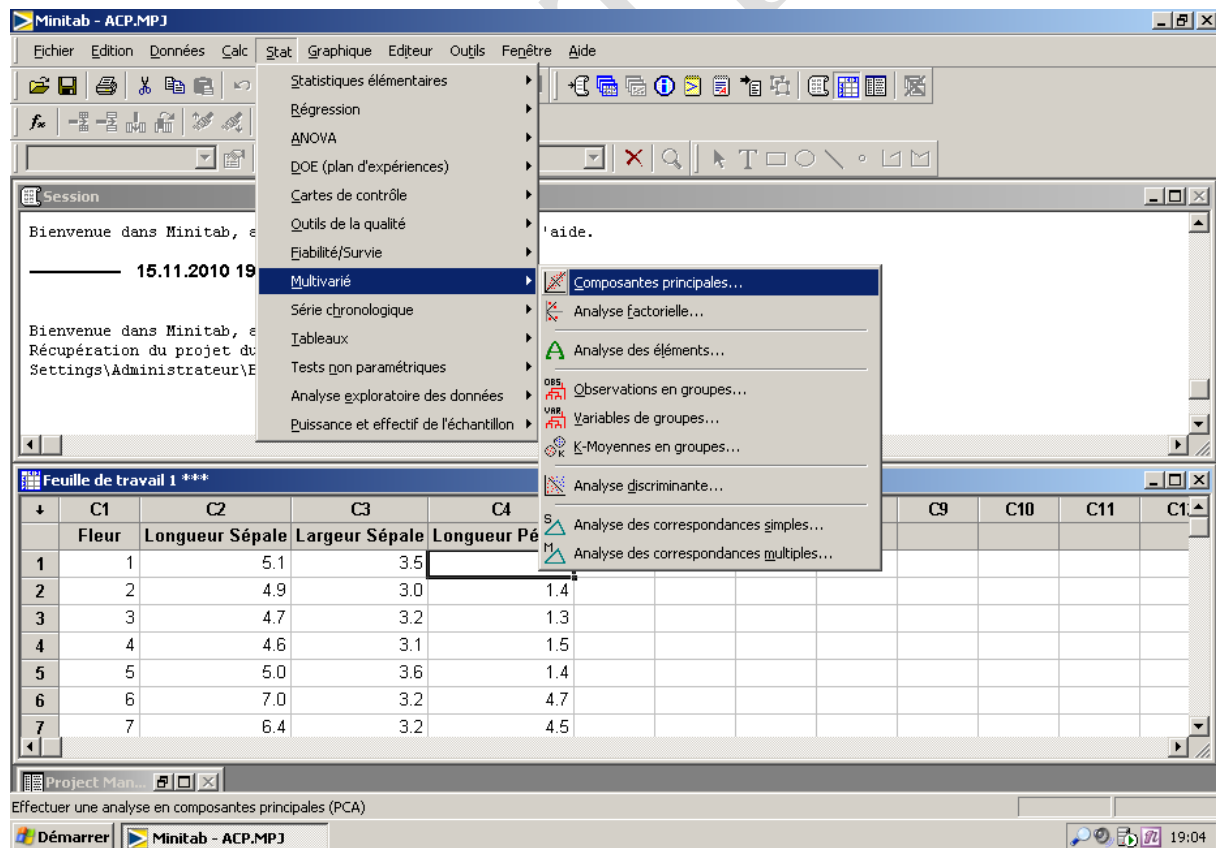 Minitab - ACP.MPJ
Fichier Edition Données Calc Stat Graphique Editeur Outils Fenêtre Aide
Statistiques élémentaires
Régression
ANOVA
DOE (plan d'expériences)
Cartes de contrôle
Outils de la qualité
Fiabilité/Survie
Multivarié
Série chronologique
Tableaux
Tests non paramétriques
Analyse exploratoire des données
Puissance et effectif de l'échantillon
Composantes principales...
Analyse factorielle...
Analyse des éléments...
Observations en groupes...
Variables de groupes...
K-Moyennes en groupes...
Analyse discriminante...
Analyse des correspondances simples...
Analyse des correspondances multiples...
Session
Bienvenue dans Minitab, a 'aide.
15.11.2010 19
Bienvenue dans Minitab, a
Récupération du projet du
Settings\Administrateur\B
Feuille de travail 1 ***
C1 C2 C3 C4 C9 C10 C11 C1
Fleur Longueur Sépale Largeur Sépale Longueur Pé
1 1 5.1 3.5
2 2 4.9 3.0 1.4
3 3 4.7 3.2 1.3
4 4 4.6 3.1 1.5
5 5 5.0 3.6 1.4
6 6 7.0 3.2 4.7
7 7 6.4 3.2 4.5
Project Man...
Effectuer une analyse en composantes principales (PCA)
Démarrer Minitab - ACP.MPJ 19:04